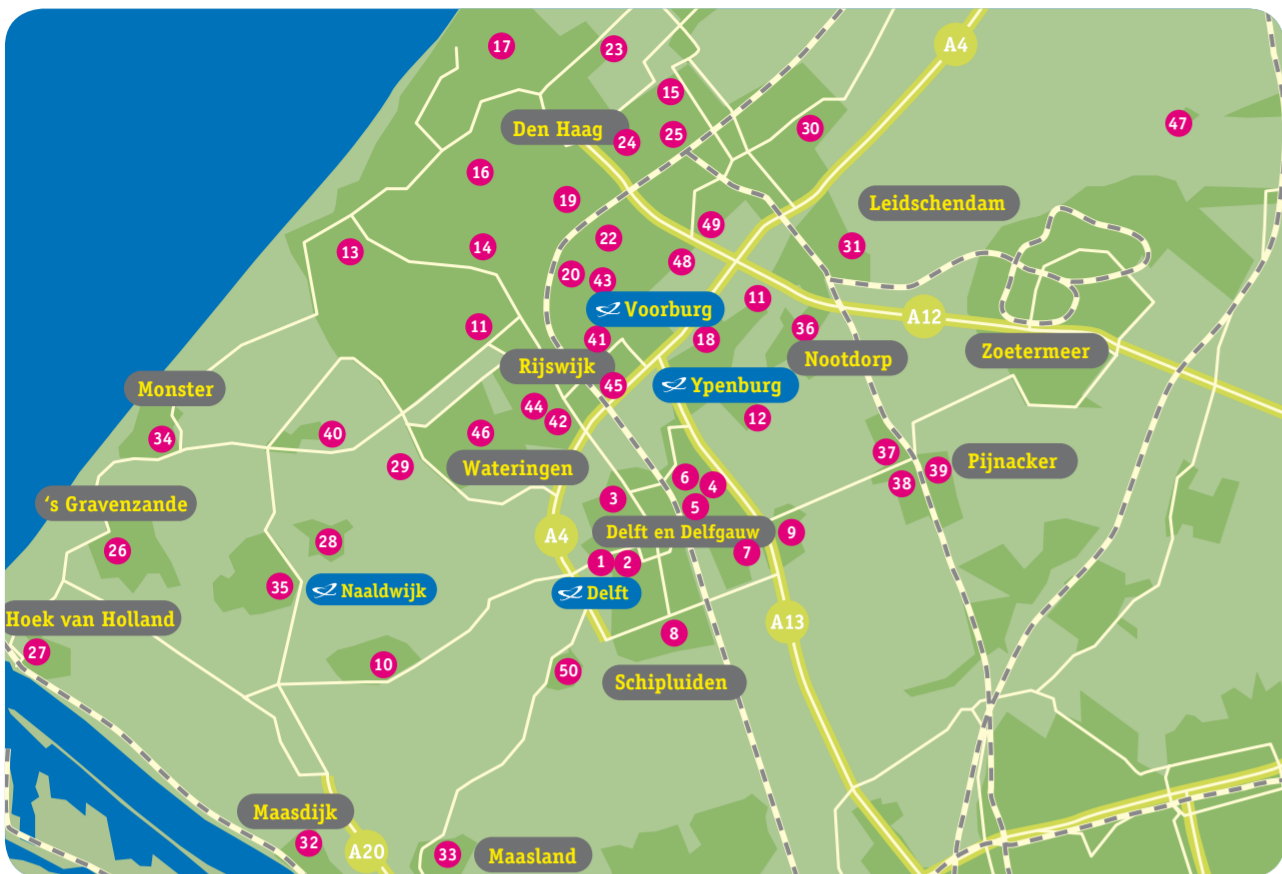 17
23
A4
15
47
Den Haag
24
25
30
16
19
Leidschendam
49
22
31
14
13
48
20
43
11
Voorburg
A12
11
36
41
18
Nootdorp
Zoetermeer
Rijswijk
45
Ypenburg
Monster
44
42
12
34
40
46
37
Wateringen
29
39
Pijnacker
6
4
38
's Gravenzande
3
5
A4
Delft en Delfgauw
9
28
26
7
1
2
35
Naaldwijk
Delft
Hoek van Holland
A13
8
27
10
50
Schipluiden
Maasdijk
32
A20
33
Maasland